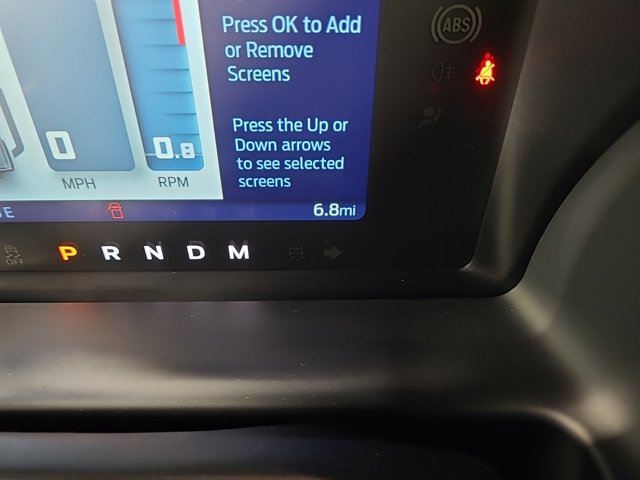 Press OK to Add
or Remove
Screens
Press the Up or
Down arrows
to see selected
screens
0
0.8
MPH
RPM
6.8mi
ABS
OFF
P R N D M